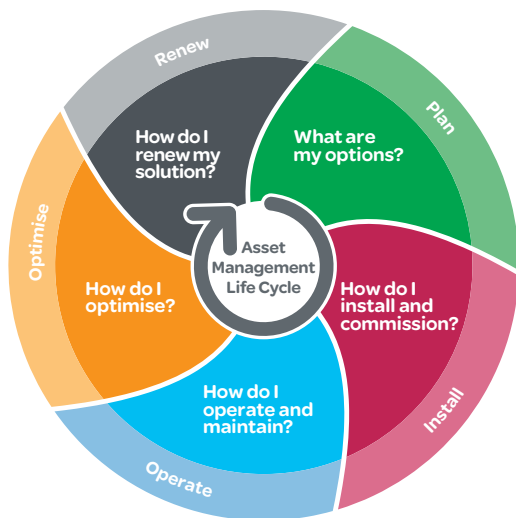 Renew
Plan
How do I
renew my
solution?
What are
my options?
Asset
Management
Life Cycle
Optimise
How do I
optimise?
How do I
install and
commission?
How do I
operate and
maintain?
Install
Operate